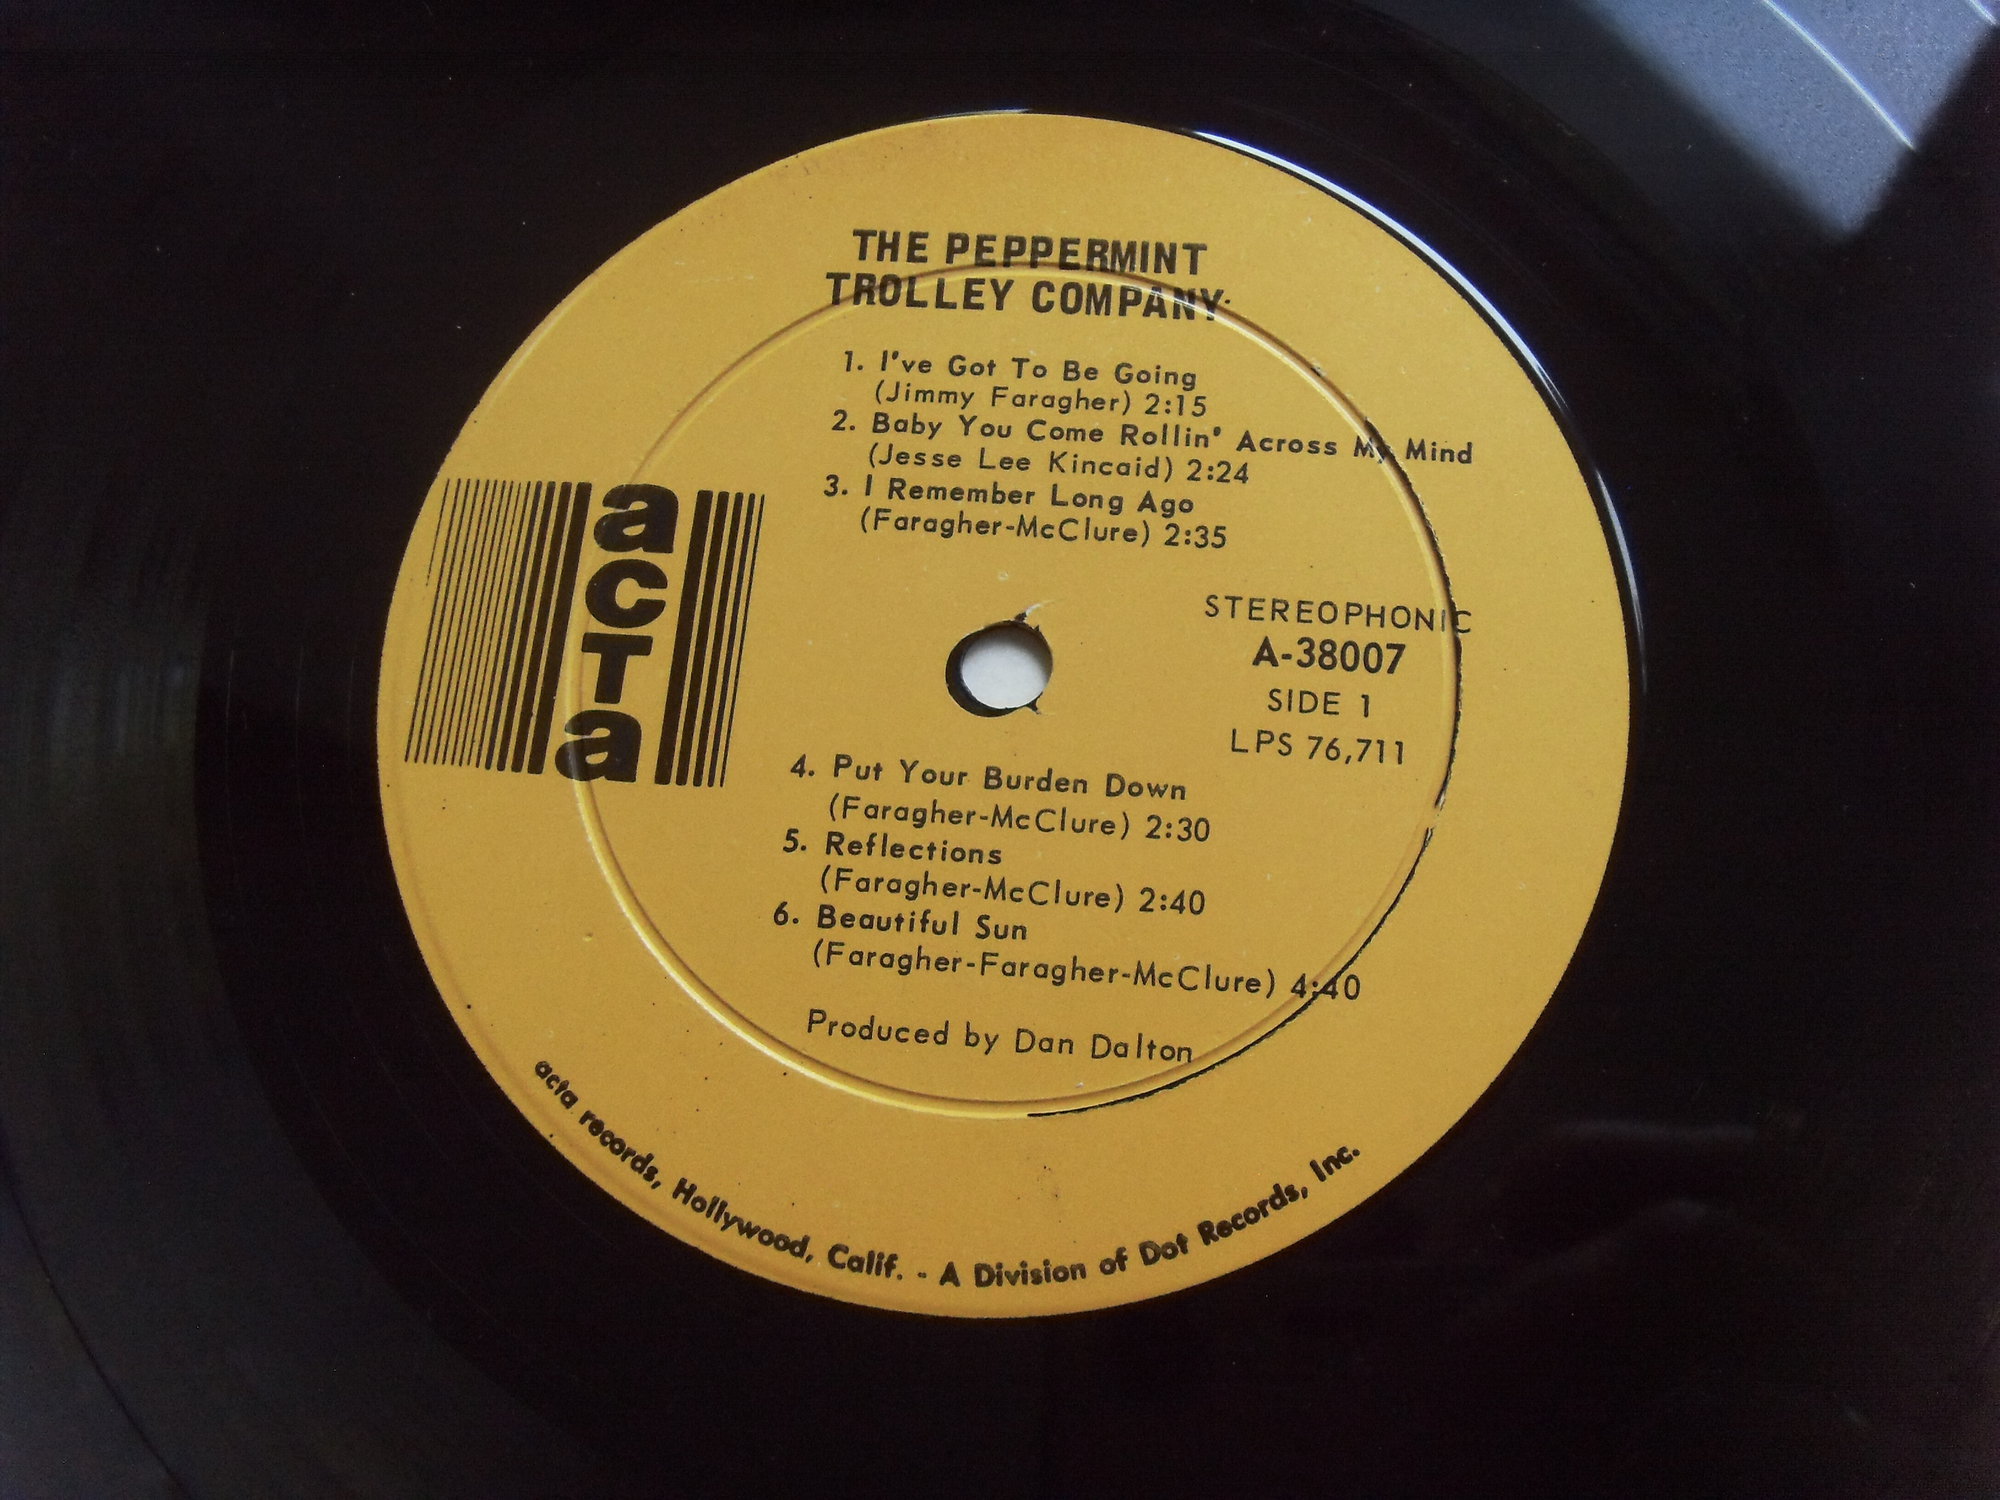 THE PEPPERMINT
TROLLEY COMPANY
1. I've Got To Be Going
(Jimmy Faragher) 2:15
2. Baby You Come Rollin' Across My Mind
(Jesse Lee Kincaid) 2:24
3. I Remember Long Ago
(Faragher-McClure) 2:35
acTa
STEREOPHONIC
A-38007
SIDE 1
LPS 76,711
4. Put Your Burden Down
(Faragher-McClure) 2:30
5. Reflections
(Faragher-McClure) 2:40
6. Beautiful Sun
(Faragher-Faragher-McClure) 4:40
Produced by Dan Dalton
acta records, Hollywood, Calif. - A Division of Dot Records, Inc.